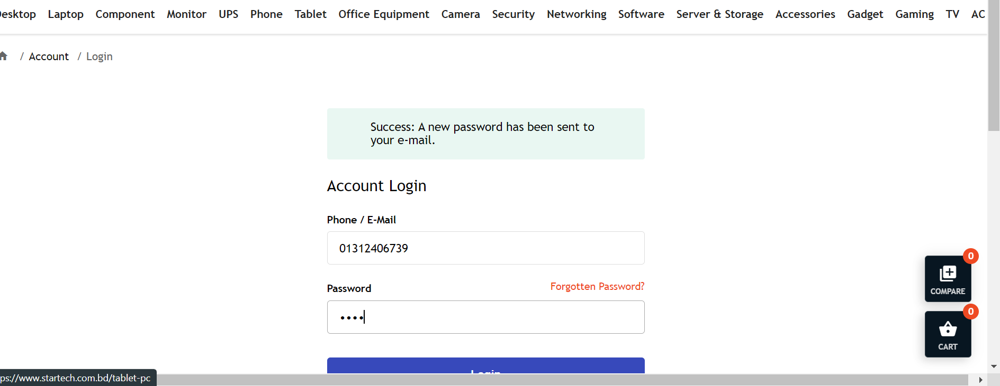 Desktop Laptop Component Monitor UPS Phone Tablet Office Equipment Camera Security Networking Software Server & Storage Accessories Gadget Gaming TV AC
/ Account / Login
Success: A new password has been sent to
your e-mail.
Account Login
Phone / E-Mail
01312406739
Password Forgotten Password?
••••
0
COMPARE
0
CART
Login
ps://www.startech.com.bd/tablet-pc